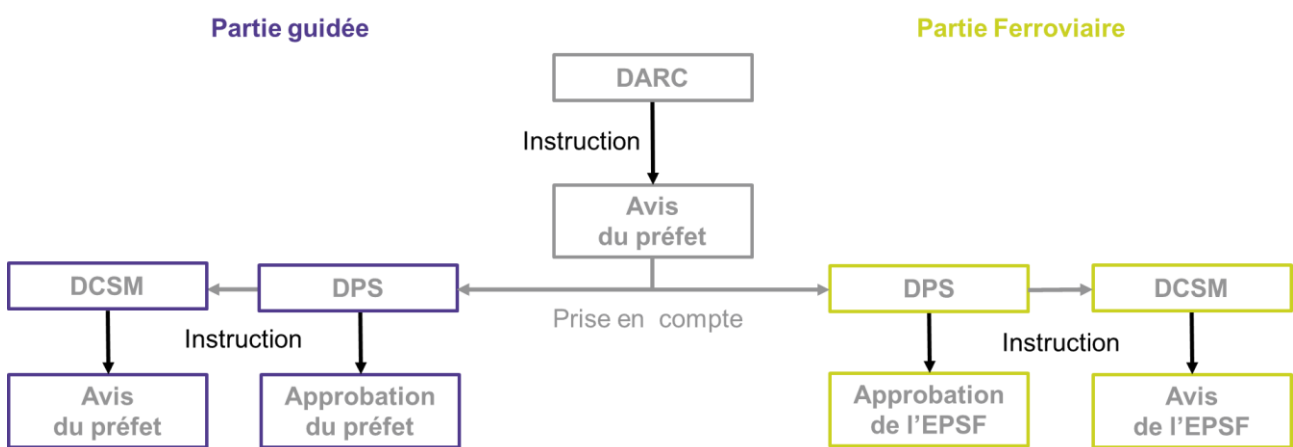 Partie guidée
Partie Ferroviaire
DARC
Instruction
Avis
du préfet
DCSM
DPS
DPS
DCSM
Prise en compte
Instruction
Instruction
Avis
du préfet
Approbation
du préfet
Approbation
de l'EPSF
Avis
de l'EPSF